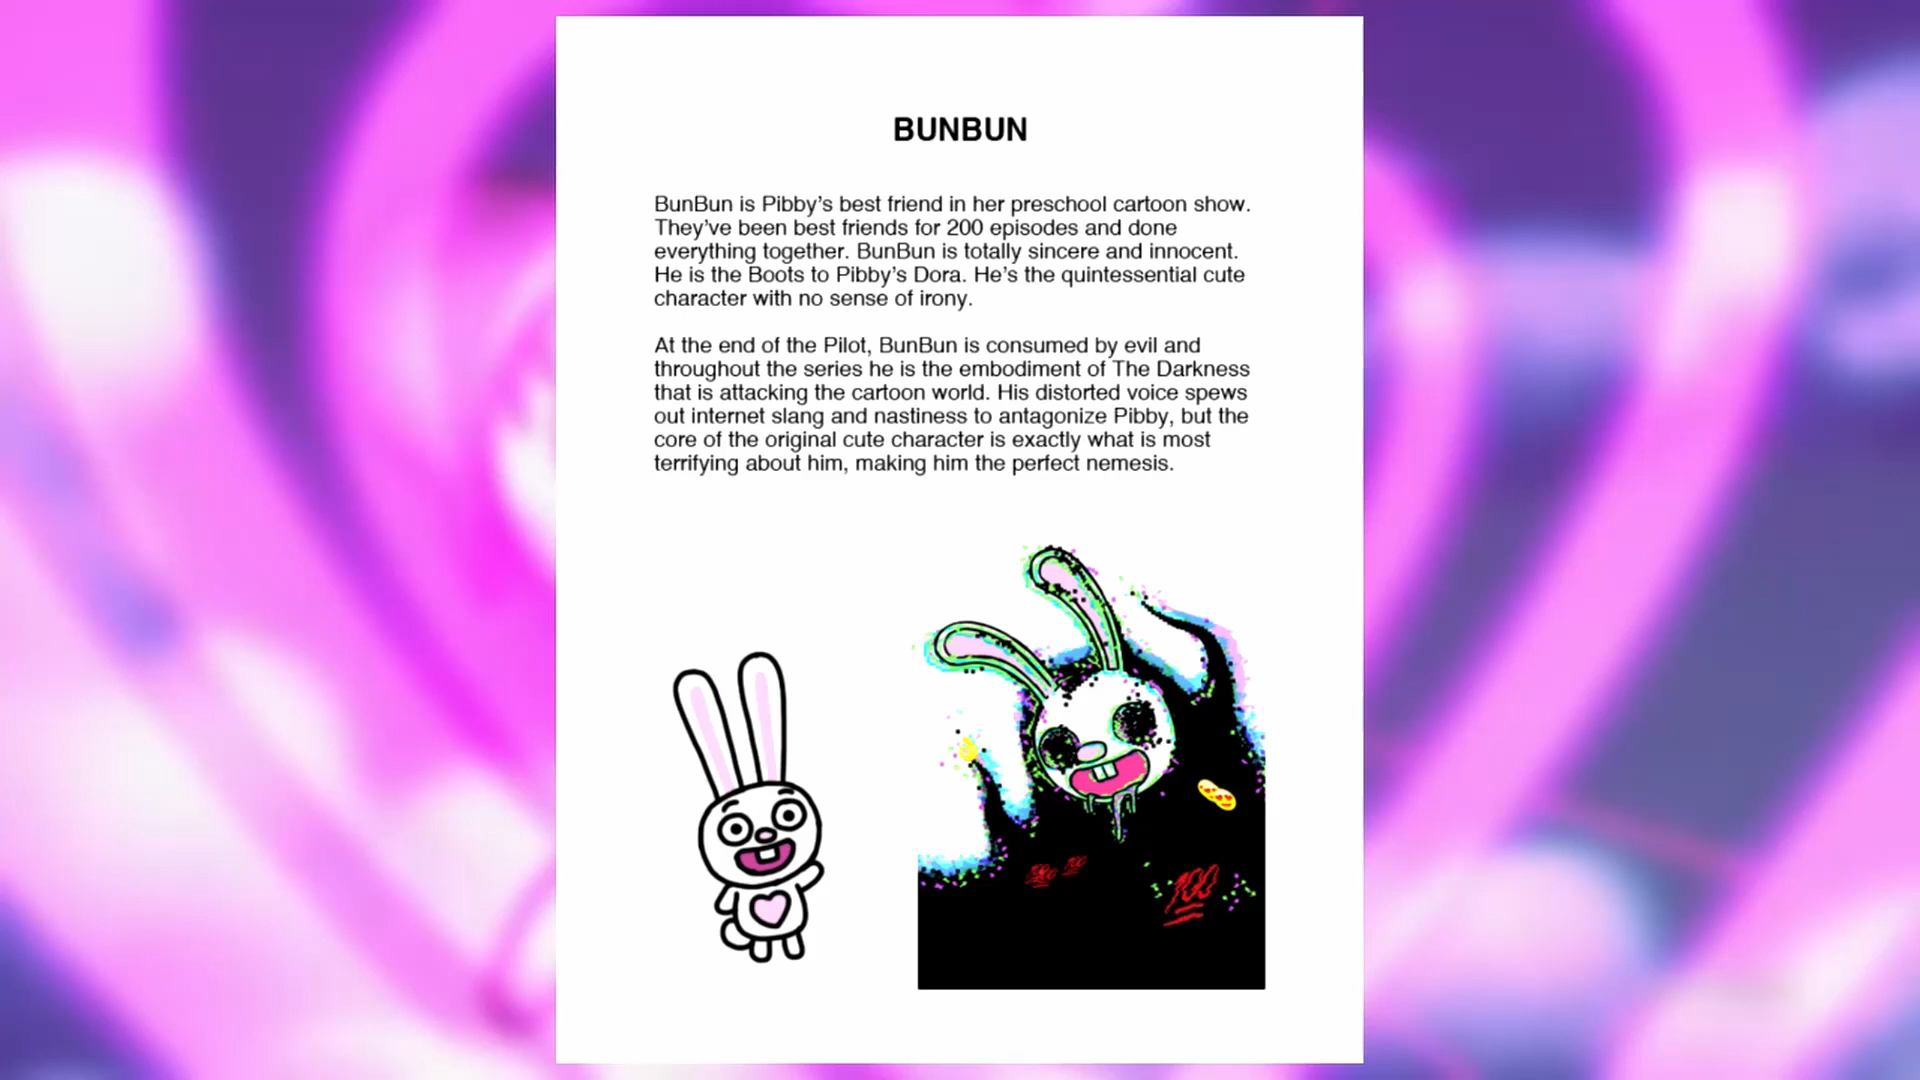 BUNBUN
BunBun is Pibby's best friend in her preschool cartoon show.
They've been best friends for 200 episodes and done
everything together. BunBun is totally sincere and innocent.
He is the Boots to Pibby's Dora. He's the quintessential cute
character with no sense of irony.
At the end of the Pilot, BunBun is consumed by evil and
throughout the series he is the embodiment of The Darkness
that is attacking the cartoon world. His distorted voice spews
out internet slang and nastiness to antagonize Pibby, but the
core of the original cute character is exactly what is most
terrifying about him, making him the perfect nemesis.
100
100